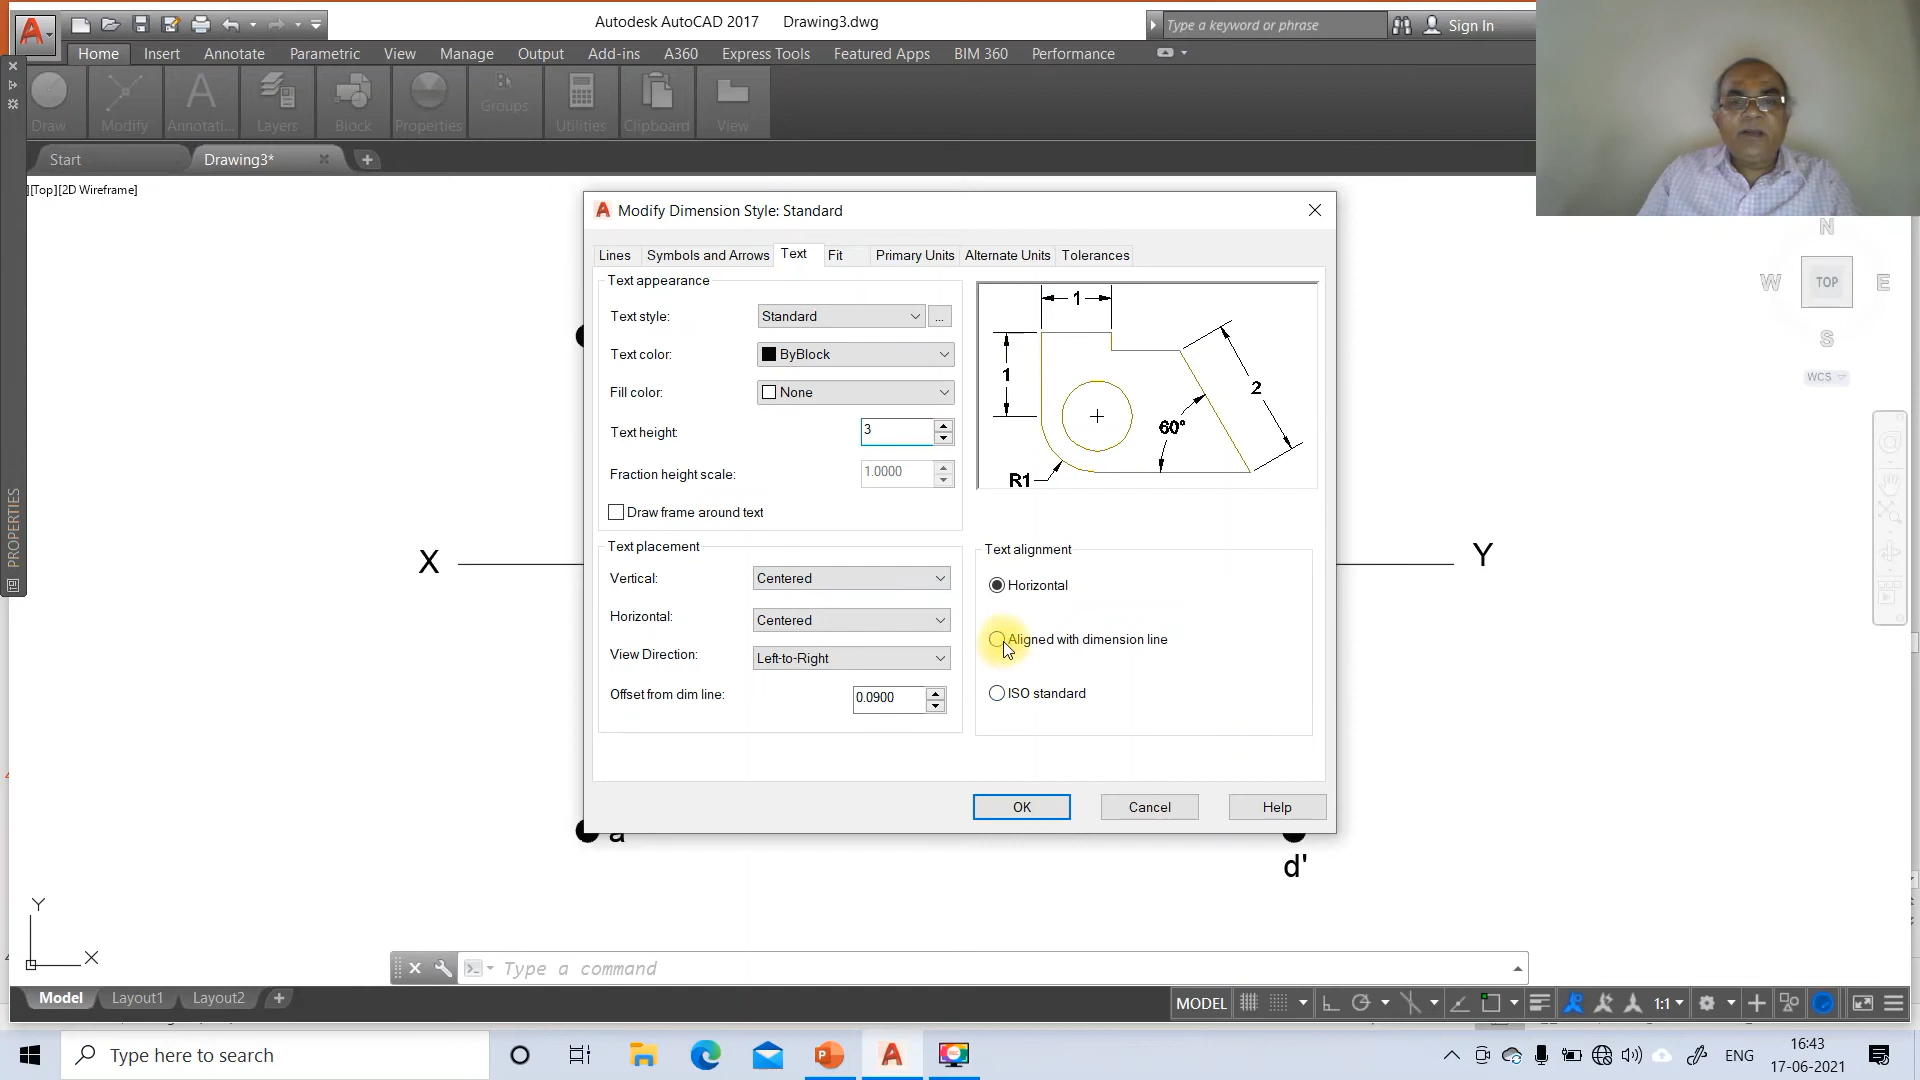 Autodesk AutoCAD 2017 Drawing3.dwg
Type a keyword or phrase
Sign In
Home Insert Annotate Parametric View Manage Output Add-ins A360 Express Tools Featured Apps BIM 360 Performance
Draw Modify Annotati... Layers Block Properties Groups Utilities Clipboard View
Start Drawing3*
][Top][2D Wireframe]
PROPERTIES
Modify Dimension Style: Standard
Lines Symbols and Arrows Text Fit Primary Units Alternate Units Tolerances
Text appearance
Text style: Standard ...
Text color: ByBlock
Fill color: None
Text height: 3
Fraction height scale: 1.0000
Draw frame around text
1
1
2
60°
R1
Text placement
Vertical: Centered
Horizontal: Centered
View Direction: Left-to-Right
Offset from dim line: 0.0900
Text alignment
Horizontal
Aligned with dimension line
ISO standard
OK Cancel Help
N
W TOP E
S
WCS
X Y
a
d'
Y
X
Type a command
Model Layout1 Layout2
MODEL 1:1
Type here to search
ENG
16:43
17-06-2021